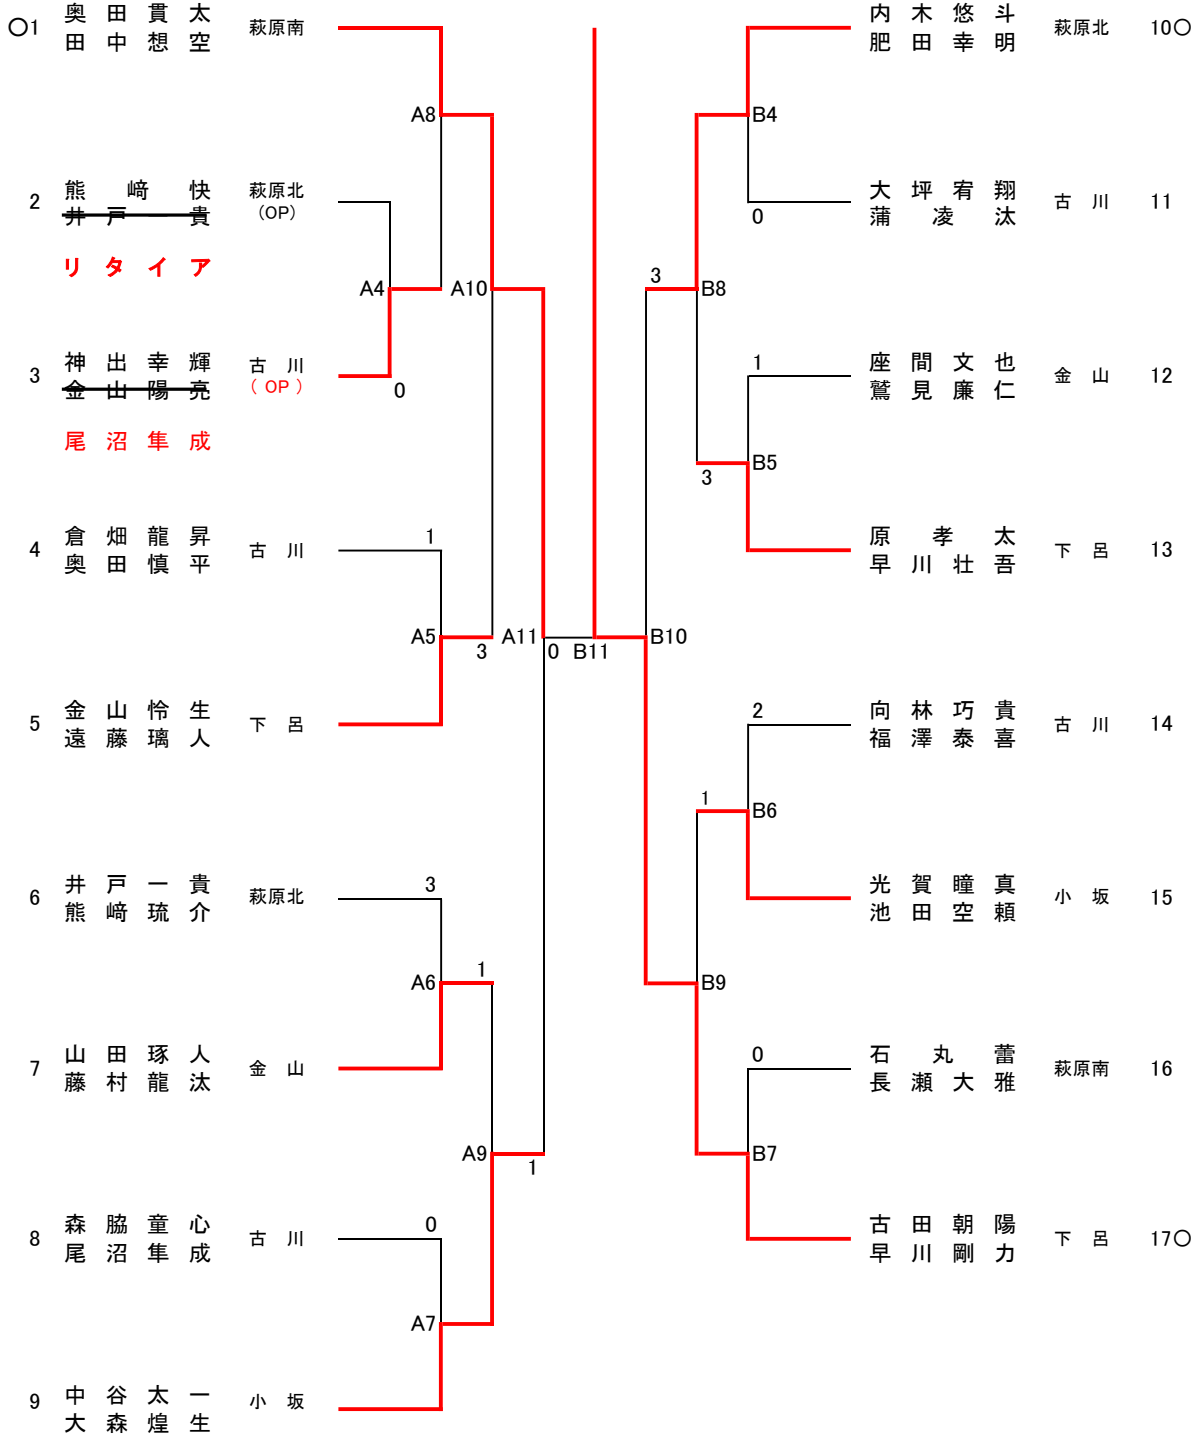 〇1 奥田貫太 萩原南
田中想空
2 熊﨑快 萩原北
井戸一貴 (OP)
リタイア
3 神出幸輝 古川
金山陽亮 (OP)
尾沼隼成
4 倉畑龍昇 古川
奥田慎平
5 金山怜生 下呂
遠藤璃人
6 井戸一貴 萩原北
熊﨑琉介
7 山田琢人 金山
藤村龍汰
8 森脇童心 古川
尾沼隼成
9 中谷太一 小坂
大森煌生
A8
A4
0
A10
1
A5
3
A11
0
B11
3
A6
1
A9
1
0
A7
内木悠斗 萩原北 10〇
肥田幸明
大坪宥翔 古川 11
蒲凌汰
座間文也 金山 12
鷲見廉仁
原孝太 下呂 13
早川壮吾
向林巧貴 古川 14
福澤泰喜
光賀瞳真 小坂 15
池田空頼
石丸蕾 萩原南 16
長瀬大雅
古田朝陽 下呂 17〇
早川剛力
B4
0
3
B8
1
B5
3
B10
2
1
B6
B9
0
B7